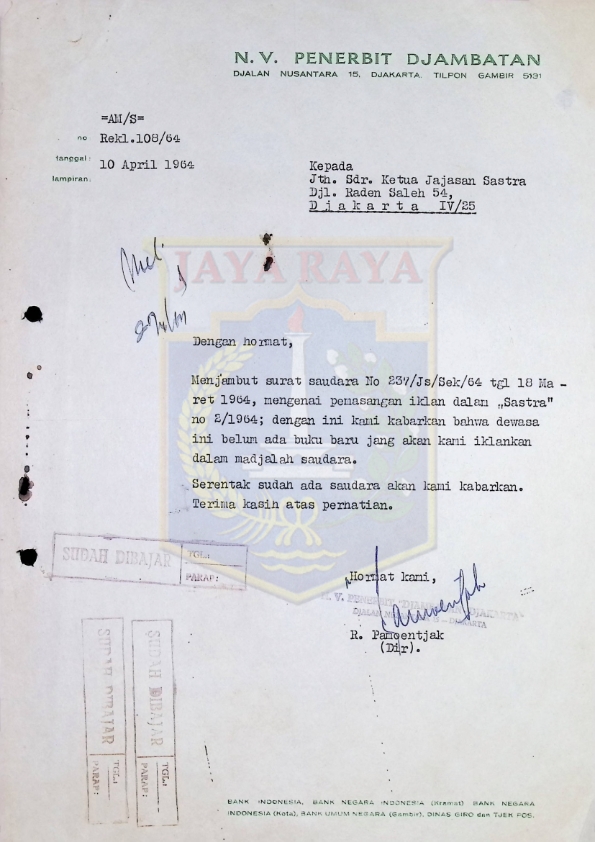 N.V. PENERBIT DJAMBATAN
DJALAN NUSANTARA 15, DJAKARTA. TILPON GAMBIR 5131
=AM/S=
no Rekl.108/64
tanggal: 10 April 1964
lampiran:
Kepada
Jth. Sdr. Ketua Jajasan Sastra
Djl. Raden Saleh 54,
Djakarta IV/25
JAYA RAYA
Dengan hormat,
Menjambut surat saudara No 237/Js/Sek/64 tgl 18 Ma-
ret 1964, mengenai pemasangan iklan dalam „Sastra"
no 2/1964; dengan ini kami kabarkan bahwa dewasa
ini belum ada buku baru jang akan kami iklankan
dalam madjalah saudara.
Serentak sudah ada saudara akan kami kabarkan.
Terima kasih atas perhatian.
SUDAH DIBAJAR TGL:
PARAP:
Hormat kami,
N. V. PENERBIT "DJAMBATAN"
R. Pamoentjak
(Dir).
SUDAH DIBAJAR TGL:
PARAP:
SUDAH DIBAJAR TGL:
PARAP:
BANK INDONESIA, BANK NEGARA INDONESIA (Kramat) BANK NEGARA
INDONESIA (Kota), BANK UMUM NEGARA (Gambir), DINAS GIRO dan TJEK POS.